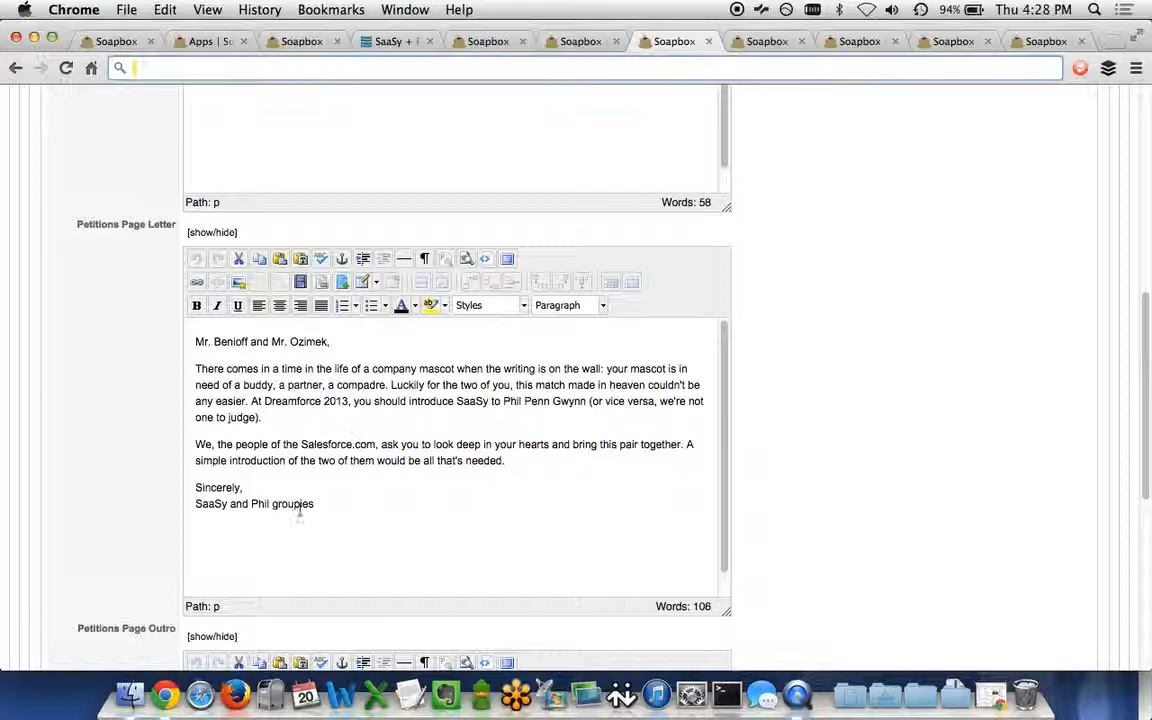 Chrome File Edit View History Bookmarks Window Help 94% Thu 4:28 PM
Soapbox Apps | So Soapbox SaaSy + Soapbox Soapbox Soapbox Soapbox Soapbox Soapbox Soapbox
Path: p Words: 58
Petitions Page Letter [show/hide]
Styles Paragraph
Mr. Benioff and Mr. Ozimek,
There comes in a time in the life of a company mascot when the writing is on the wall: your mascot is in
need of a buddy, a partner, a compadre. Luckily for the two of you, this match made in heaven couldn't be
any easier. At Dreamforce 2013, you should introduce SaaSy to Phil Penn Gwynn (or vice versa, we're not
one to judge).
We, the people of the Salesforce.com, ask you to look deep in your hearts and bring this pair together. A
simple introduction of the two of them would be all that's needed.
Sincerely,
SaaSy and Phil groupies
Path: p Words: 106
Petitions Page Outro [show/hide]
20